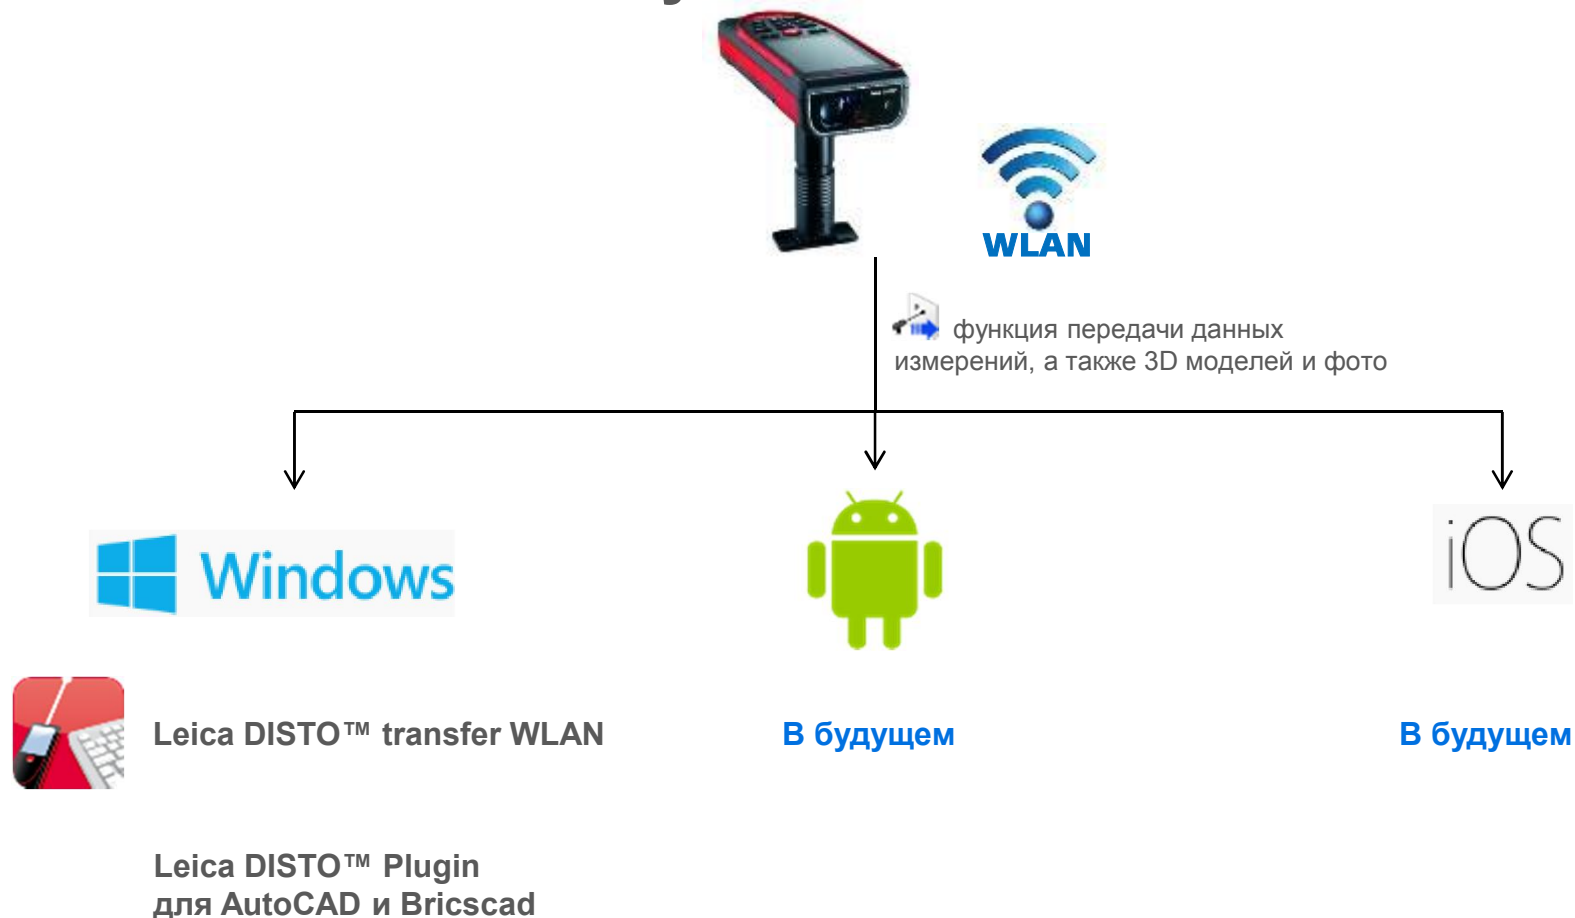 WLAN
функция передачи данных
измерений, а также 3D моделей и фото
Windows
iOS
Leica DISTO™ transfer WLAN
В будущем
В будущем
Leica DISTO™ Plugin
для AutoCAD и Bricscad